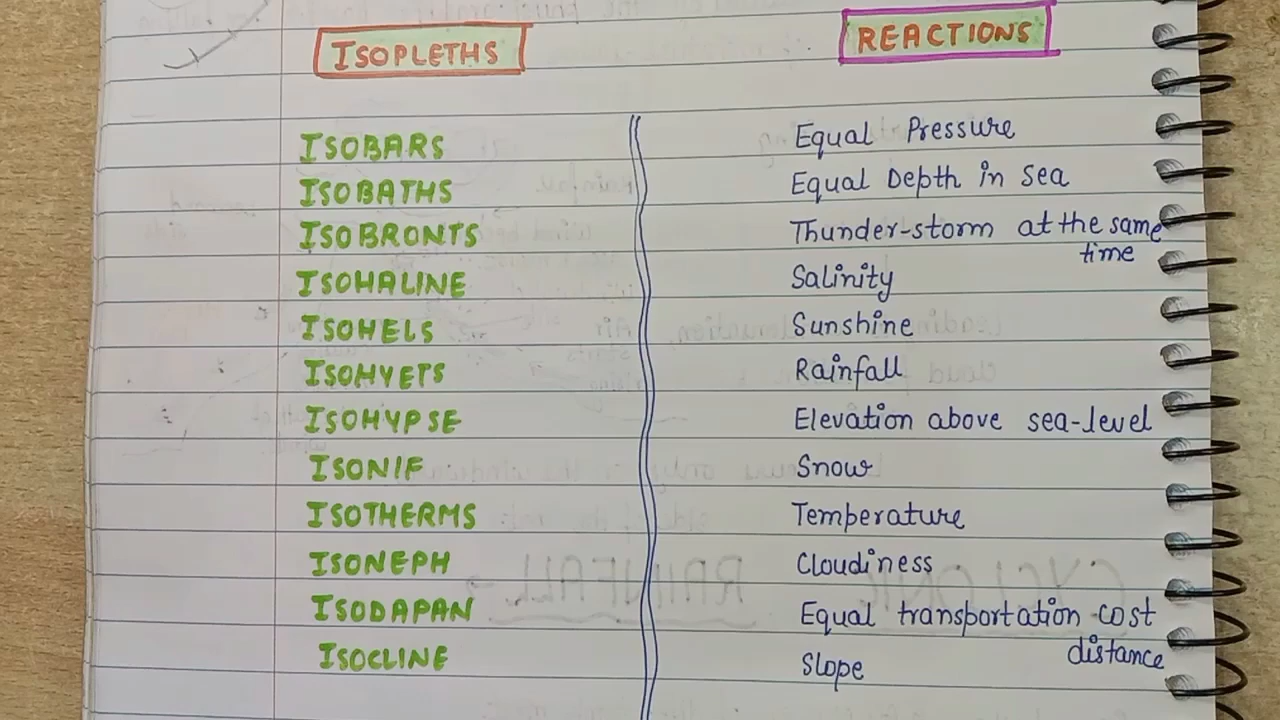 ISOPLETHS REACTIONS
ISOBARS Equal Pressure
ISOBATHS Equal Depth in sea
ISOBRONTS Thunder-storm at the same
time
ISOHALINE Salinity
ISOHELS Sunshine
ISOHYETS Rainfall
ISOHYPSE Elevation above sea-level
ISONIF Snow
ISOTHERMS Temperature
ISONEPH Cloudiness
ISODAPAN Equal transportation cost
distance
ISOCLINE Slope
CYCLONIC RAINFALL →